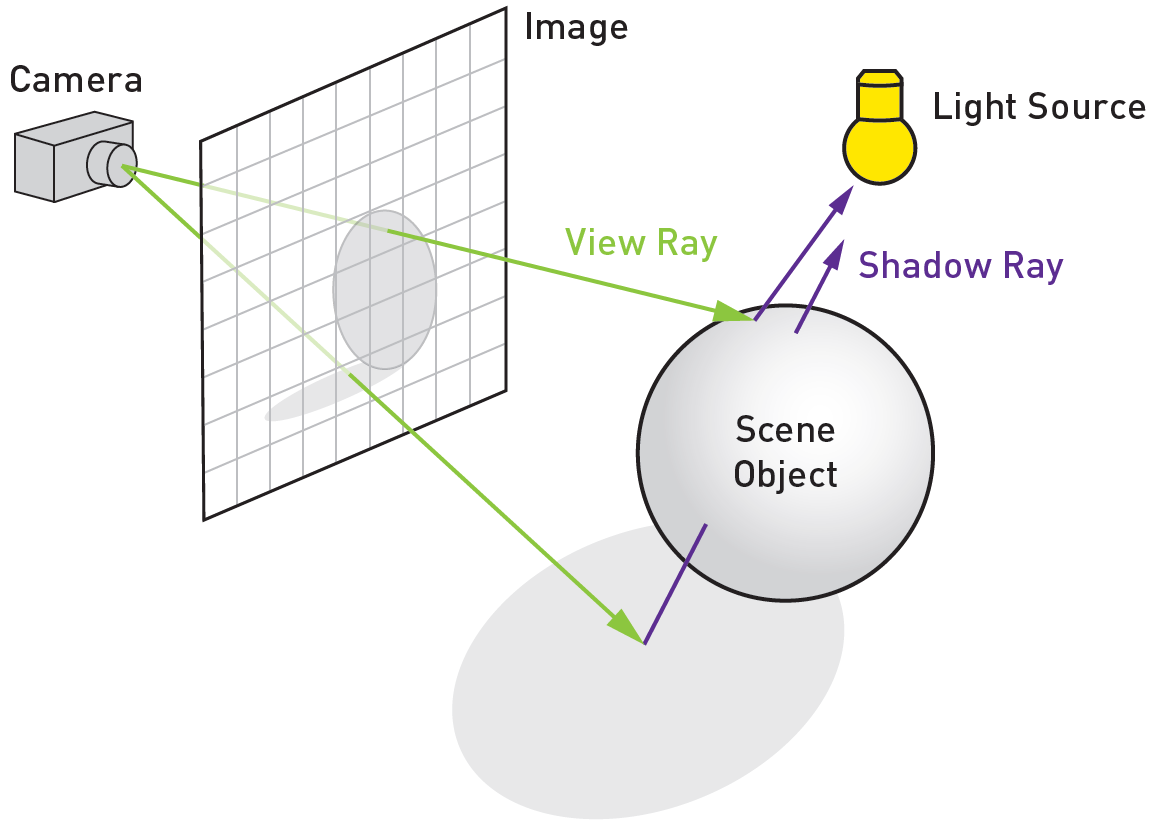 Image
Camera
Light Source
View Ray
Shadow Ray
Scene
Object